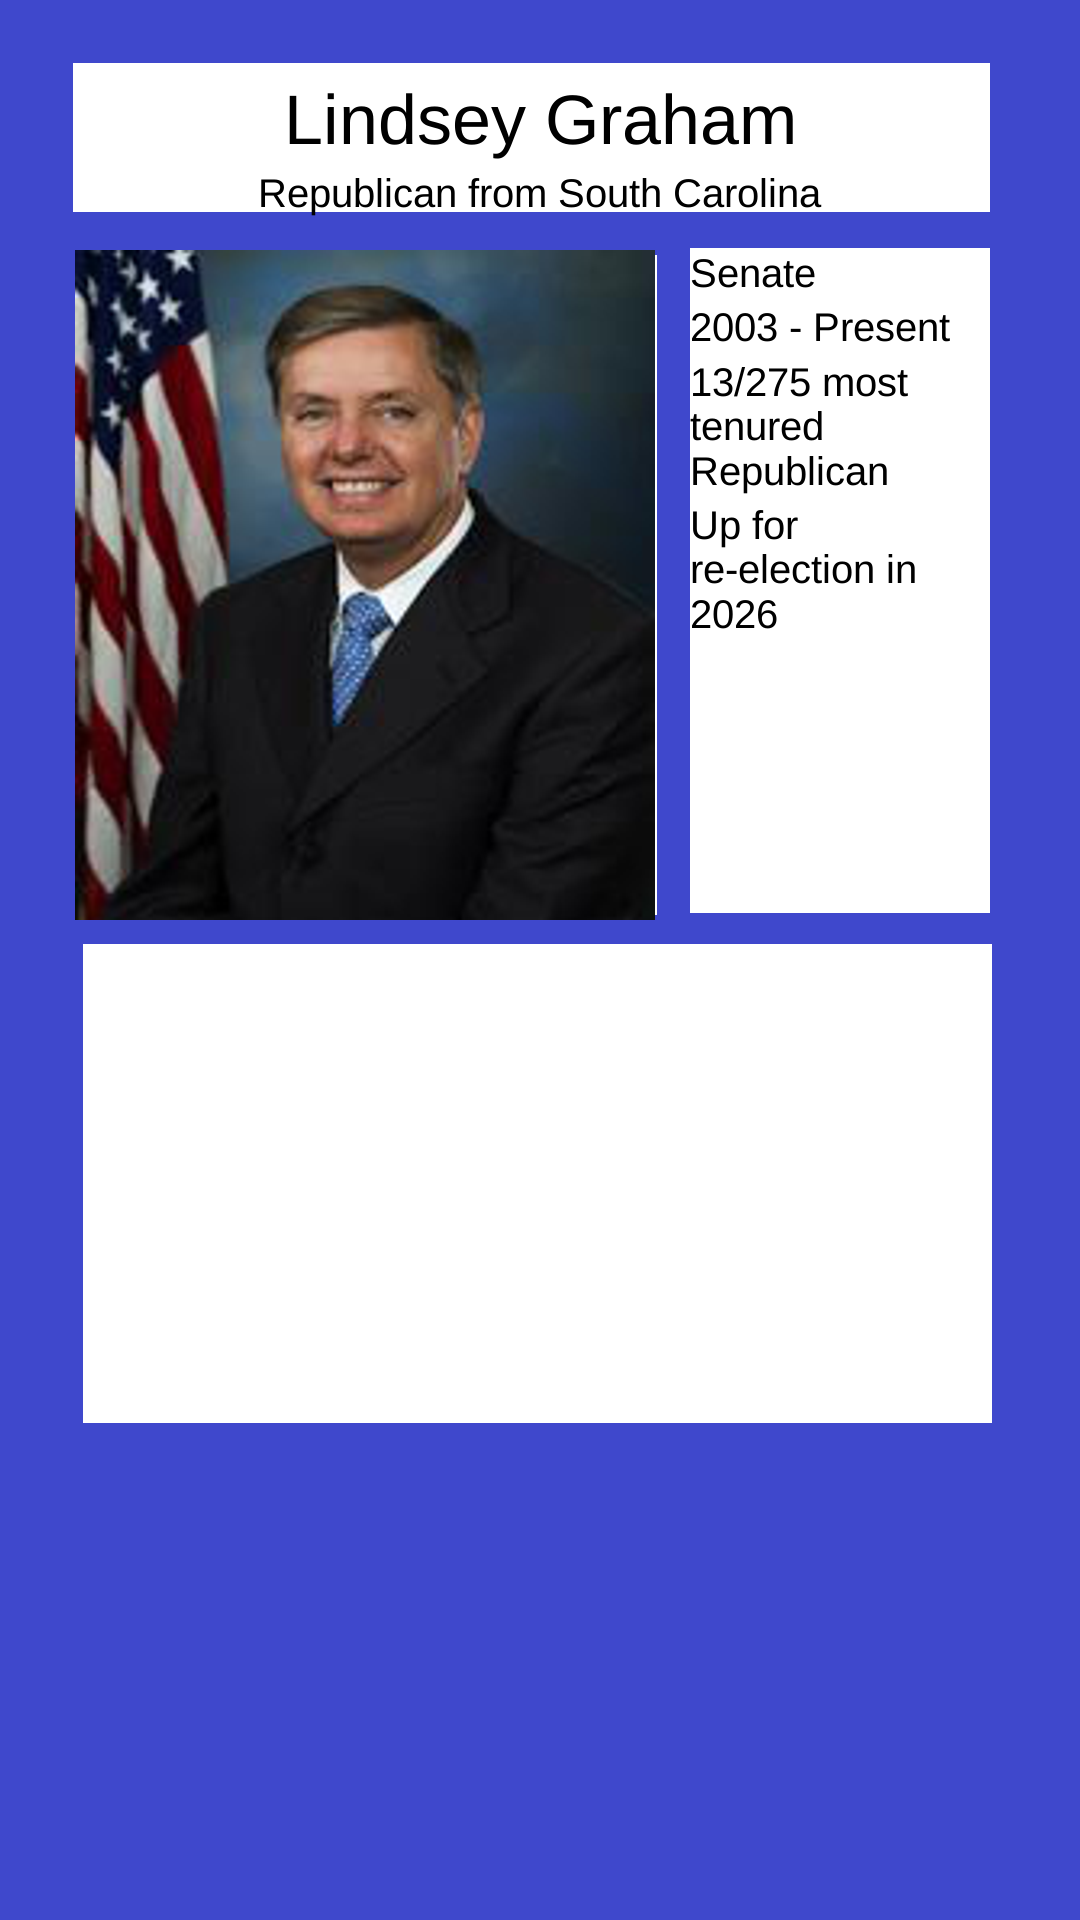 Lindsey Graham
Republican from South Carolina
Senate
2003 - Present
13/275 most
tenured
Republican
Up for
re-election in
2026